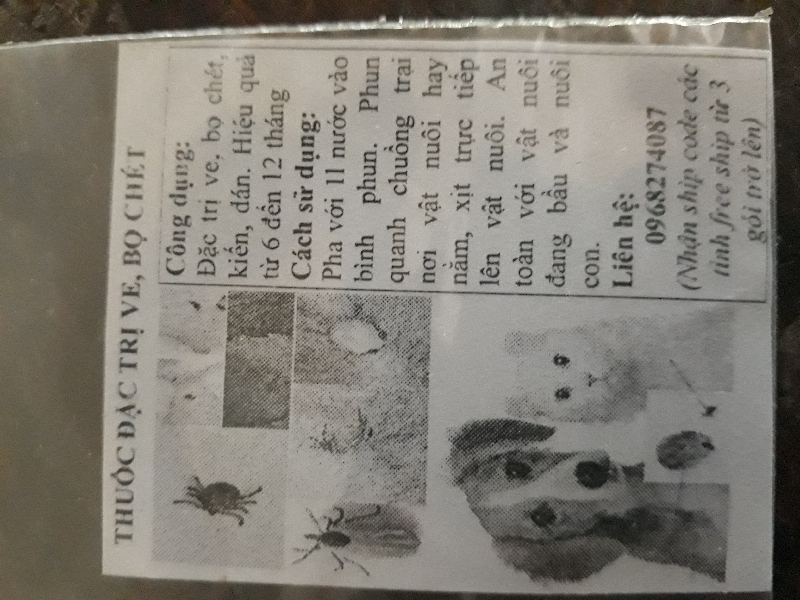 THUỐC ĐẶC TRỊ VE, BỌ CHÉT
Công dụng:
Đặc trị ve, bọ chét,
kiến, dán. Hiệu quả
từ 6 đến 12 tháng
Cách sử dụng:
Pha với 1l nước vào
bình phun. Phun
quanh chuồng trại
nơi vật nuôi hay
nằm, xịt trực tiếp
lên vật nuôi. An
toàn với vật nuôi
đang bầu và nuôi
con.
Liên hệ:
0968274087
(Nhận ship code các
tỉnh free ship từ 3
gói trở lên)